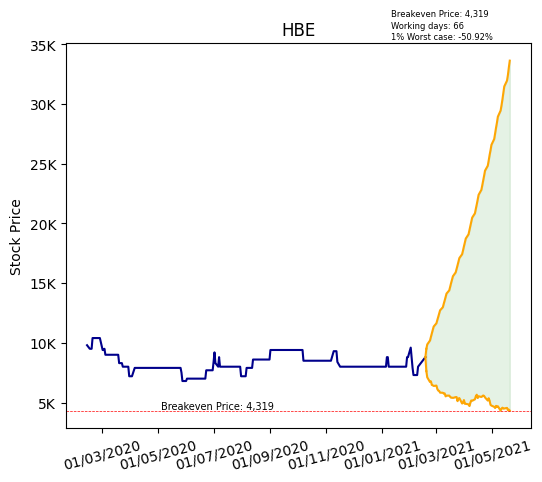 Breakeven Price: 4,319
Working days: 66
1% Worst case: -50.92%
HBE
Stock Price
35K
30K
25K
20K
15K
10K
5K
Breakeven Price: 4,319
01/03/2020
01/05/2020
01/07/2020
01/09/2020
01/11/2020
01/01/2021
01/03/2021
01/05/2021